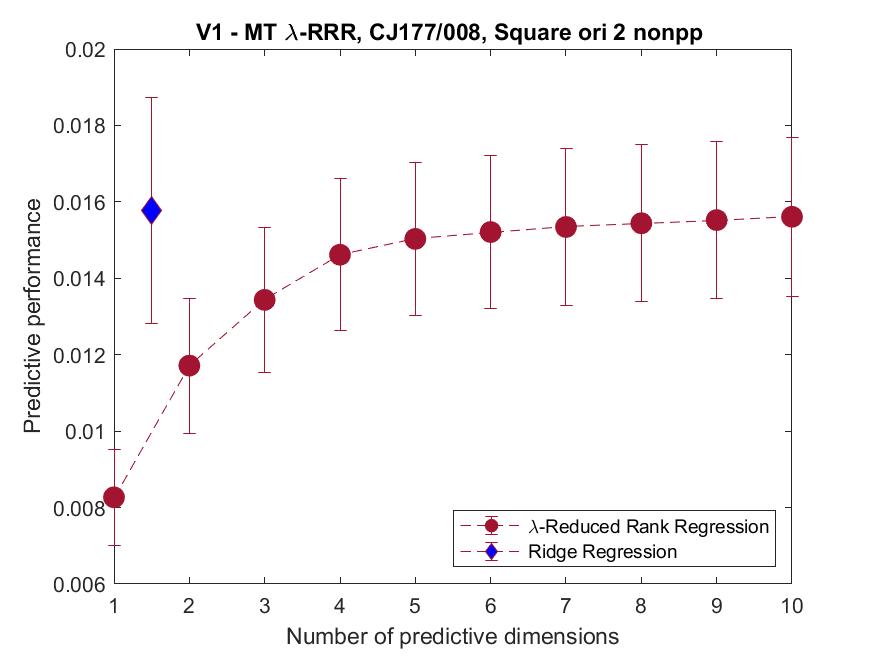 V1 - MT λ-RRR, CJ177/008, Square ori 2 nonpp
0.02
0.018
0.016
0.014
0.012
0.01
0.008
0.006
Predictive performance
1 2 3 4 5 6 7 8 9 10
Number of predictive dimensions
λ-Reduced Rank Regression
Ridge Regression